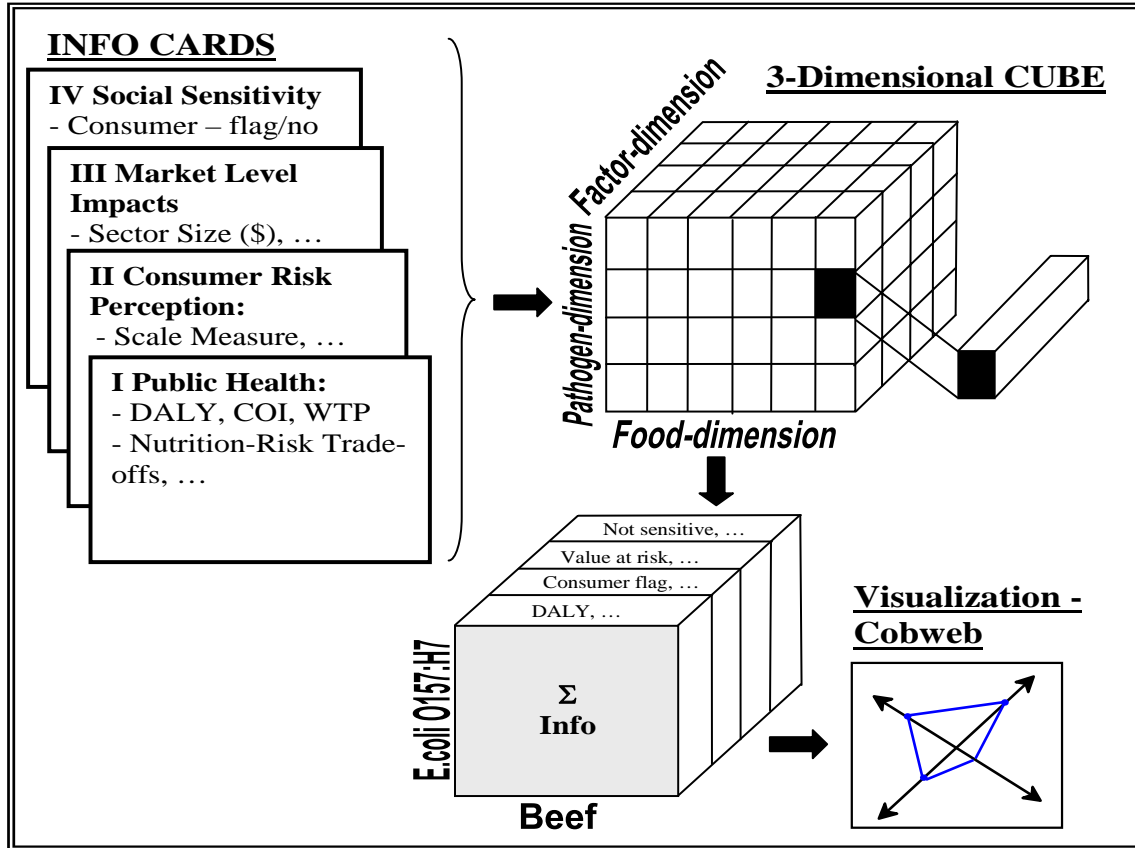 INFO CARDS
IV Social Sensitivity
- Consumer – flag/no
III Market Level
Impacts
- Sector Size ($), …
II Consumer Risk
Perception:
- Scale Measure, …
I Public Health:
- DALY, COI, WTP
- Nutrition-Risk Trade-
offs, …
3-Dimensional CUBE
Factor-dimension
Pathogen-dimension
Food-dimension
Not sensitive, …
Value at risk, …
Consumer flag, …
DALY, …
E.coli O157:H7
Σ
Info
Beef
Visualization -
Cobweb